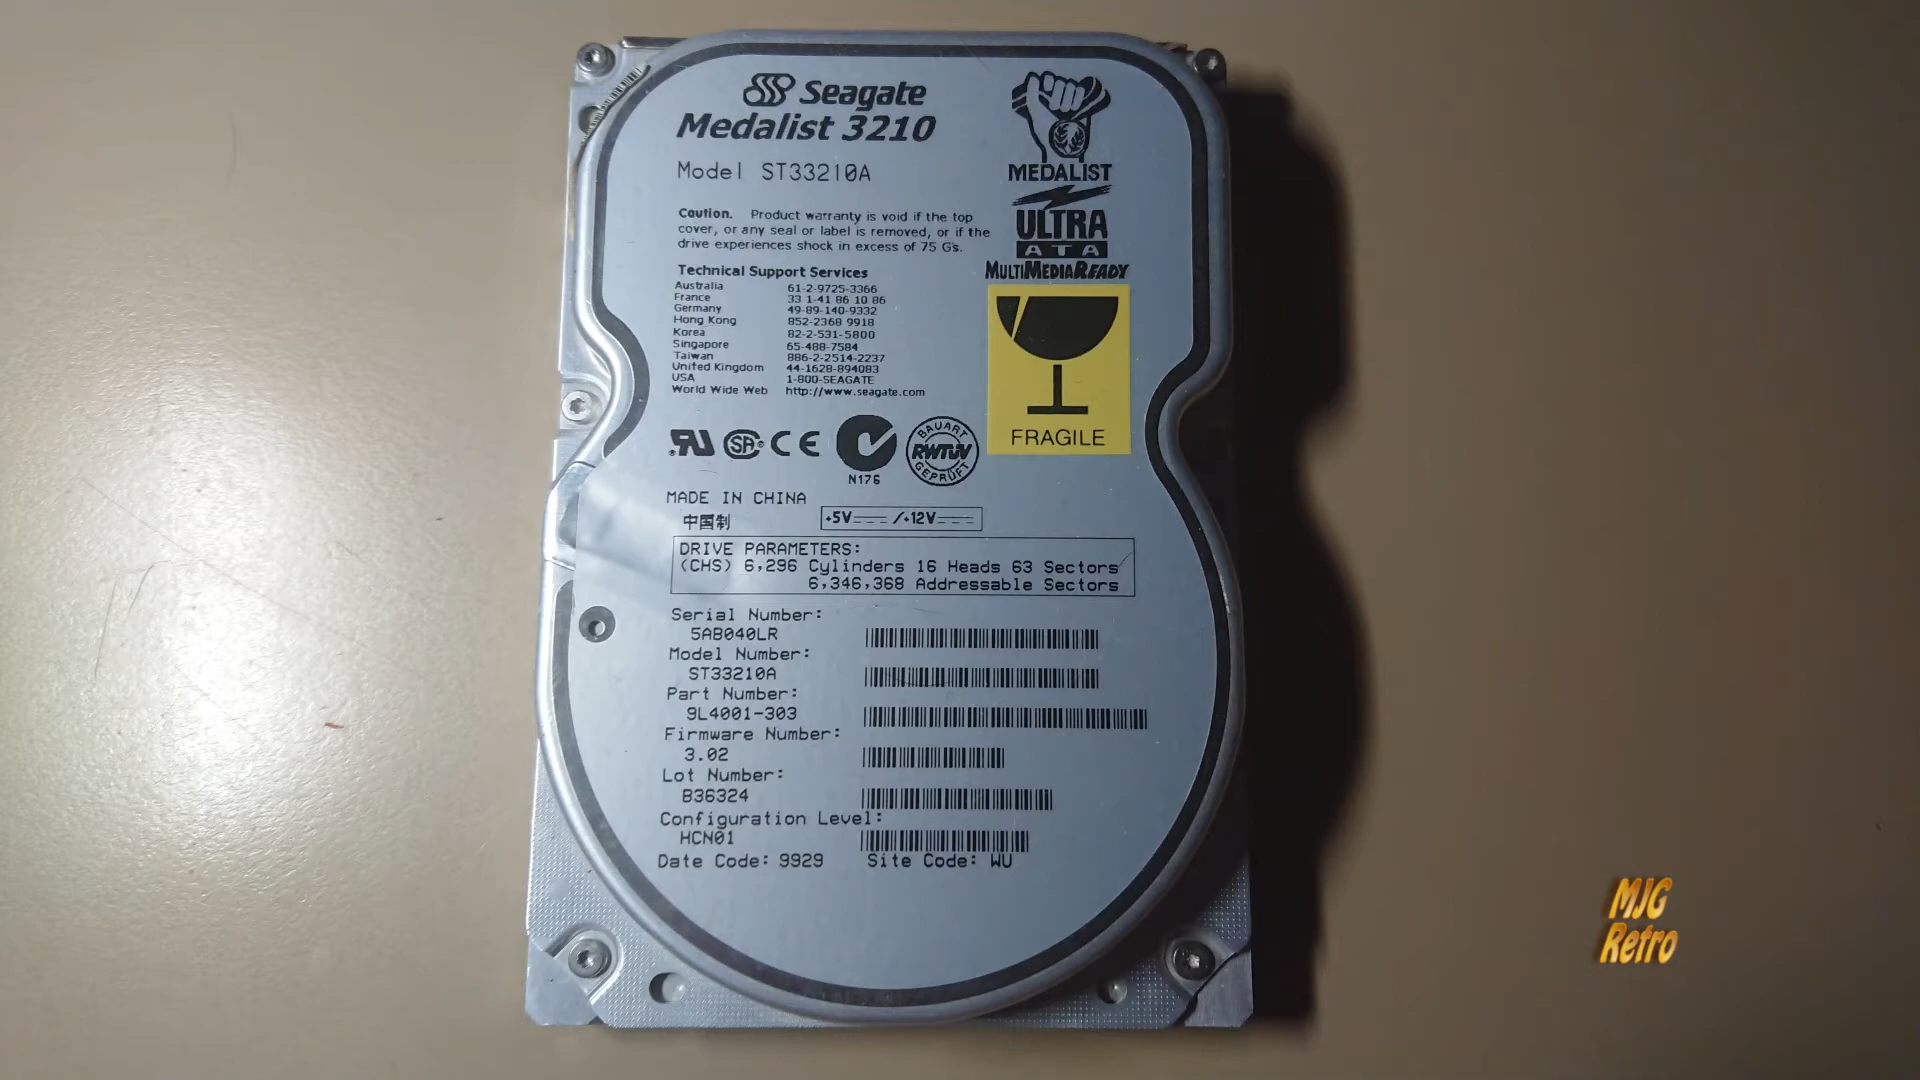 Seagate
Medalist 3210
Model ST33210A
MEDALIST
ULTRA
ATA
MULTIMEDIAREADY
Caution. Product warranty is void if the top
cover, or any seal or label is removed, or if the
drive experiences shock in excess of 75 G's.
Technical Support Services
Australia 61-2-9725-3366
France 33 1-41 86 10 86
Germany 49-89-140-9332
Hong Kong 852-2368 9918
Korea 82-2-531-5800
Singapore 65-488-7584
Taiwan 886-2-2514-2237
United Kingdom 44-1628-894083
USA 1-800-SEAGATE
World Wide Web http://www.seagate.com
FRAGILE
N176
BAUART
RWTÜV
GEPRÜFT
MADE IN CHINA
中国制
+5V /+12V
DRIVE PARAMETERS:
(CHS) 6,296 Cylinders 16 Heads 63 Sectors
6,346,368 Addressable Sectors
Serial Number:
5AB040LR
Model Number:
ST33210A
Part Number:
9L4001-303
Firmware Number:
3.02
Lot Number:
B36324
Configuration Level:
HCN01
Date Code: 9929 Site Code: WU
MJG
Retro